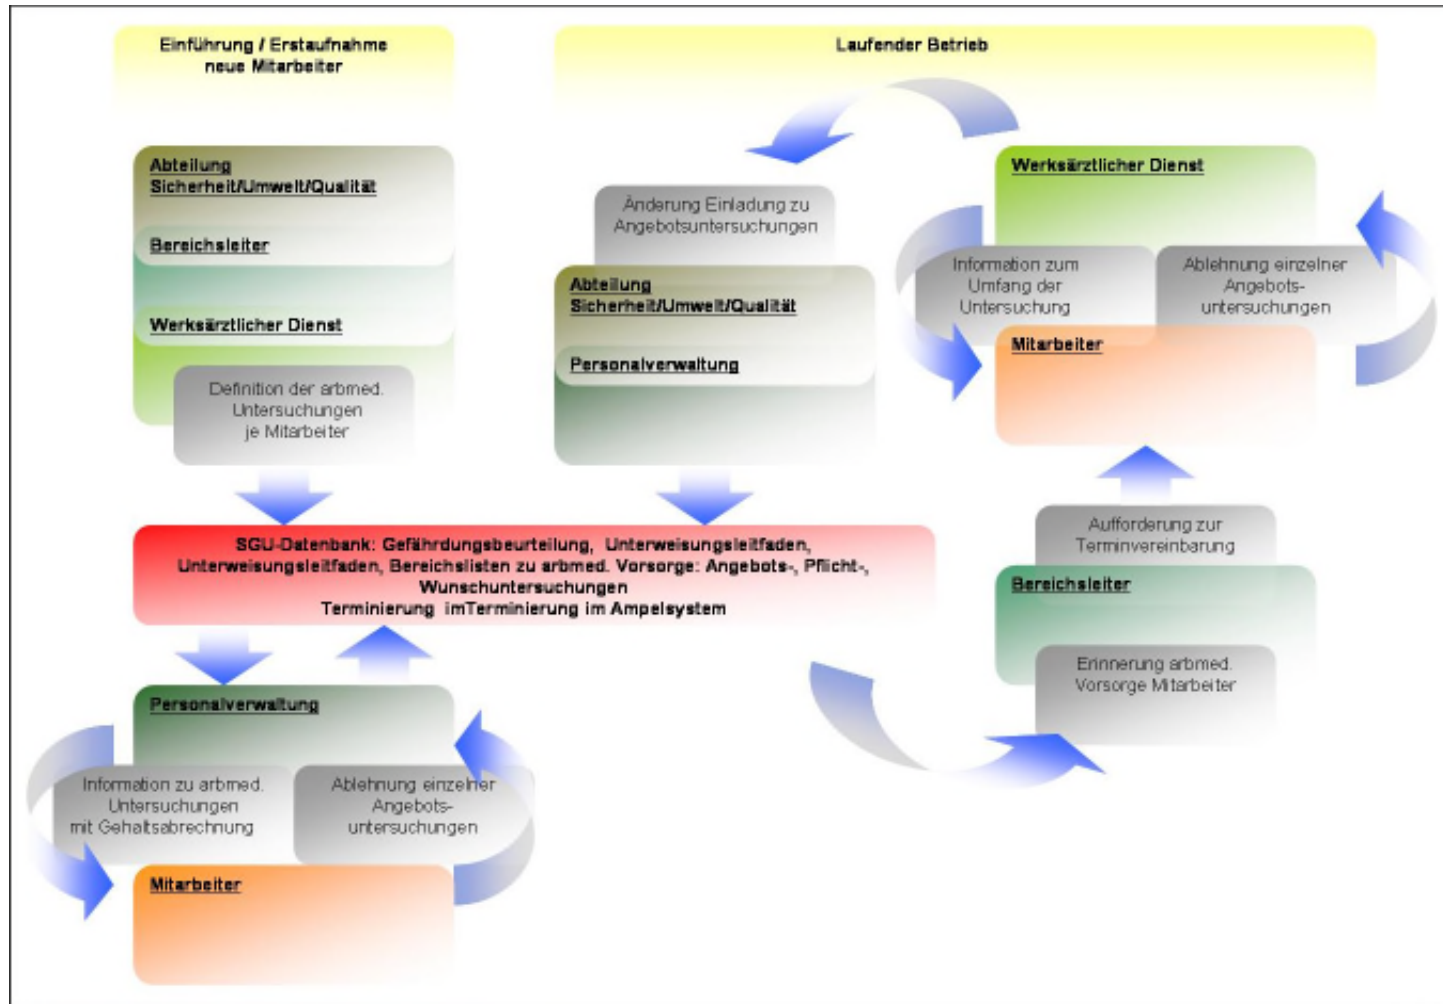 Einführung / Erstaufnahme
neue Mitarbeiter
Laufender Betrieb
Abteilung
Sicherheit/Umwelt/Qualität
Bereichsleiter
Werksärztlicher Dienst
Definition der arbmed.
Untersuchungen
je Mitarbeiter
Änderung Einladung zu
Angebotsuntersuchungen
Abteilung
Sicherheit/Umwelt/Qualität
Personalverwaltung
Werksärztlicher Dienst
Information zum
Umfang der
Untersuchung
Ablehnung einzelner
Angebots-
untersuchungen
Mitarbeiter
Aufforderung zur
Terminvereinbarung
Bereichsleiter
Erinnerung arbmed.
Vorsorge Mitarbeiter
SGU-Datenbank: Gefährdungsbeurteilung, Unterweisungsleitfaden,
Unterweisungsleitfaden, Bereichslisten zu arbmed. Vorsorge: Angebots-, Pflicht-,
Wunschuntersuchungen
Terminierung imTerminierung im Ampelsystem
Personalverwaltung
Information zu arbmed.
Untersuchungen
mit Gehaltsabrechnung
Ablehnung einzelner
Angebots-
untersuchungen
Mitarbeiter